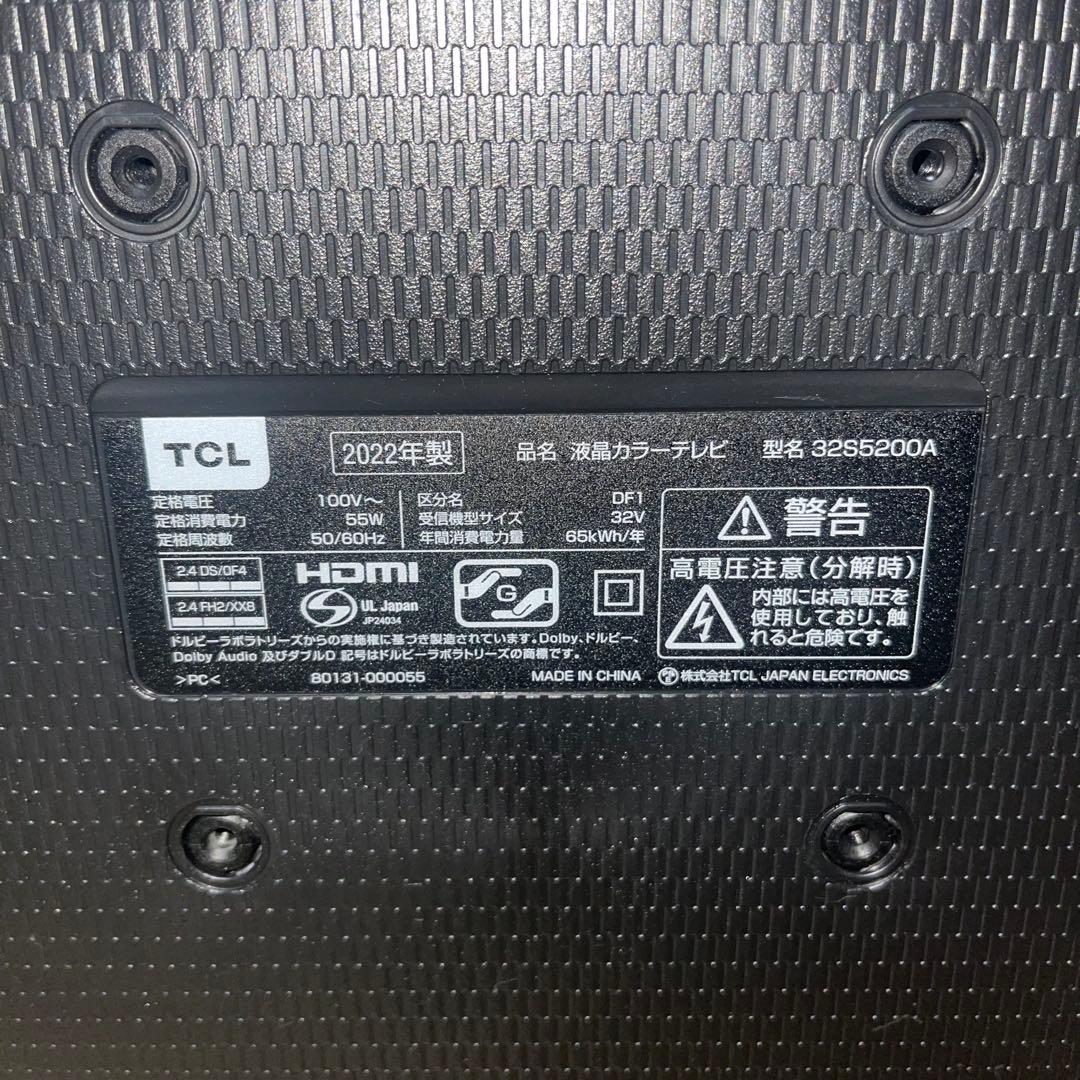 TCL
2022年製
品名 液晶カラーテレビ
型名 32S5200A
定格電圧 100V～
定格消費電力 55W
定格周波数 50/60Hz
区分名 DF1
受信機型サイズ 32V
年間消費電力量 65kWh/年
2.4 DS/OF4
2.4 FH2/XX8
HDMI
S
UL Japan
JP24034
G
警告
高電圧注意(分解時)
内部には高電圧を
使用しており、触
れると危険です。
ドルビーラボラトリーズからの実施権に基づき製造されています。Dolby、ドルビー、
Dolby Audio 及びダブルD 記号はドルビーラボラトリーズの商標です。
>PC< 80131-000055 MADE IN CHINA 株式会社TCL JAPAN ELECTRONICS